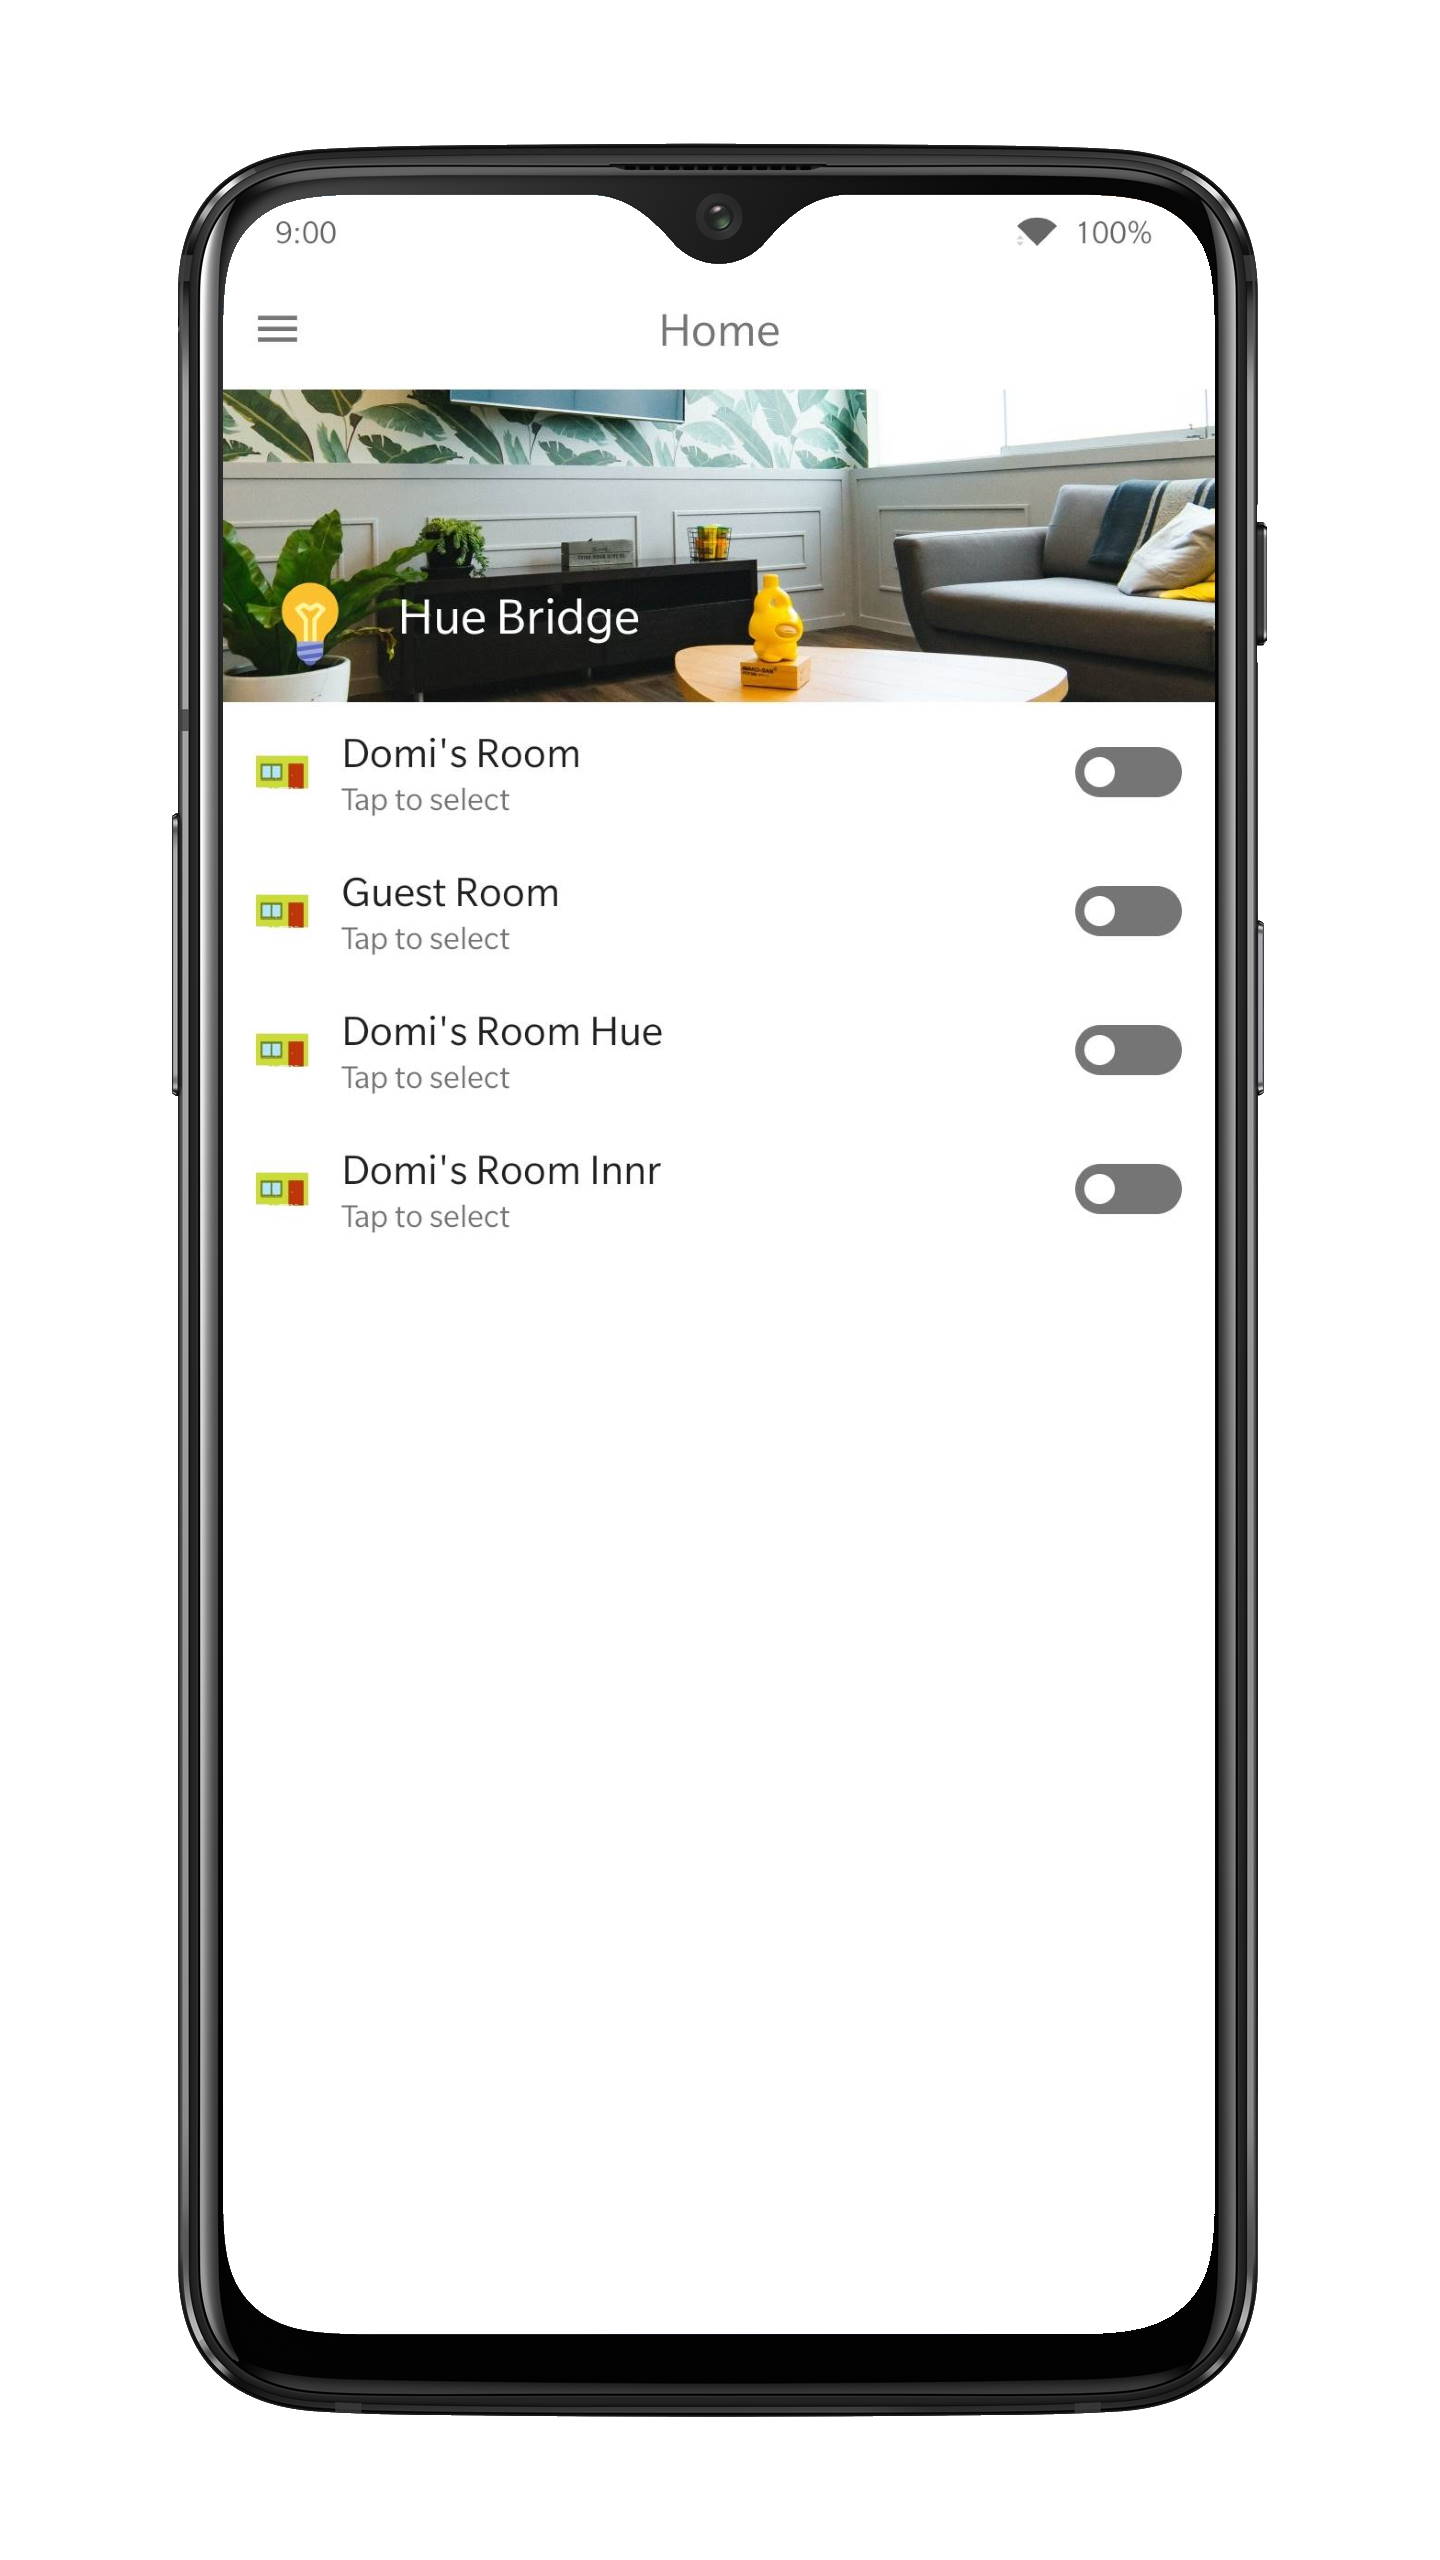 9:00
100%
Home
Hue Bridge
Domi's Room
Tap to select
Guest Room
Tap to select
Domi's Room Hue
Tap to select
Domi's Room Innr
Tap to select